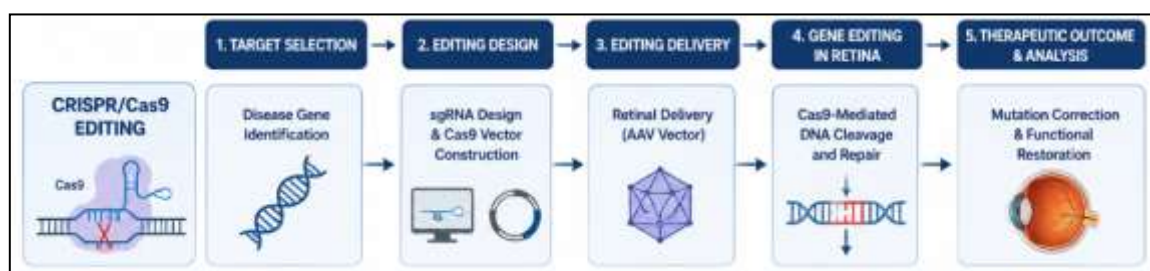 1. TARGET SELECTION
2. EDITING DESIGN
3. EDITING DELIVERY
4. GENE EDITING
IN RETINA
5. THERAPEUTIC OUTCOME
& ANALYSIS
CRISPR/Cas9
EDITING
Cas9
Disease Gene
Identification
sgRNA Design
& Cas9 Vector
Construction
Retinal Delivery
(AAV Vector)
Cas9-Mediated
DNA Cleavage
and Repair
Mutation Correction
& Functional
Restoration